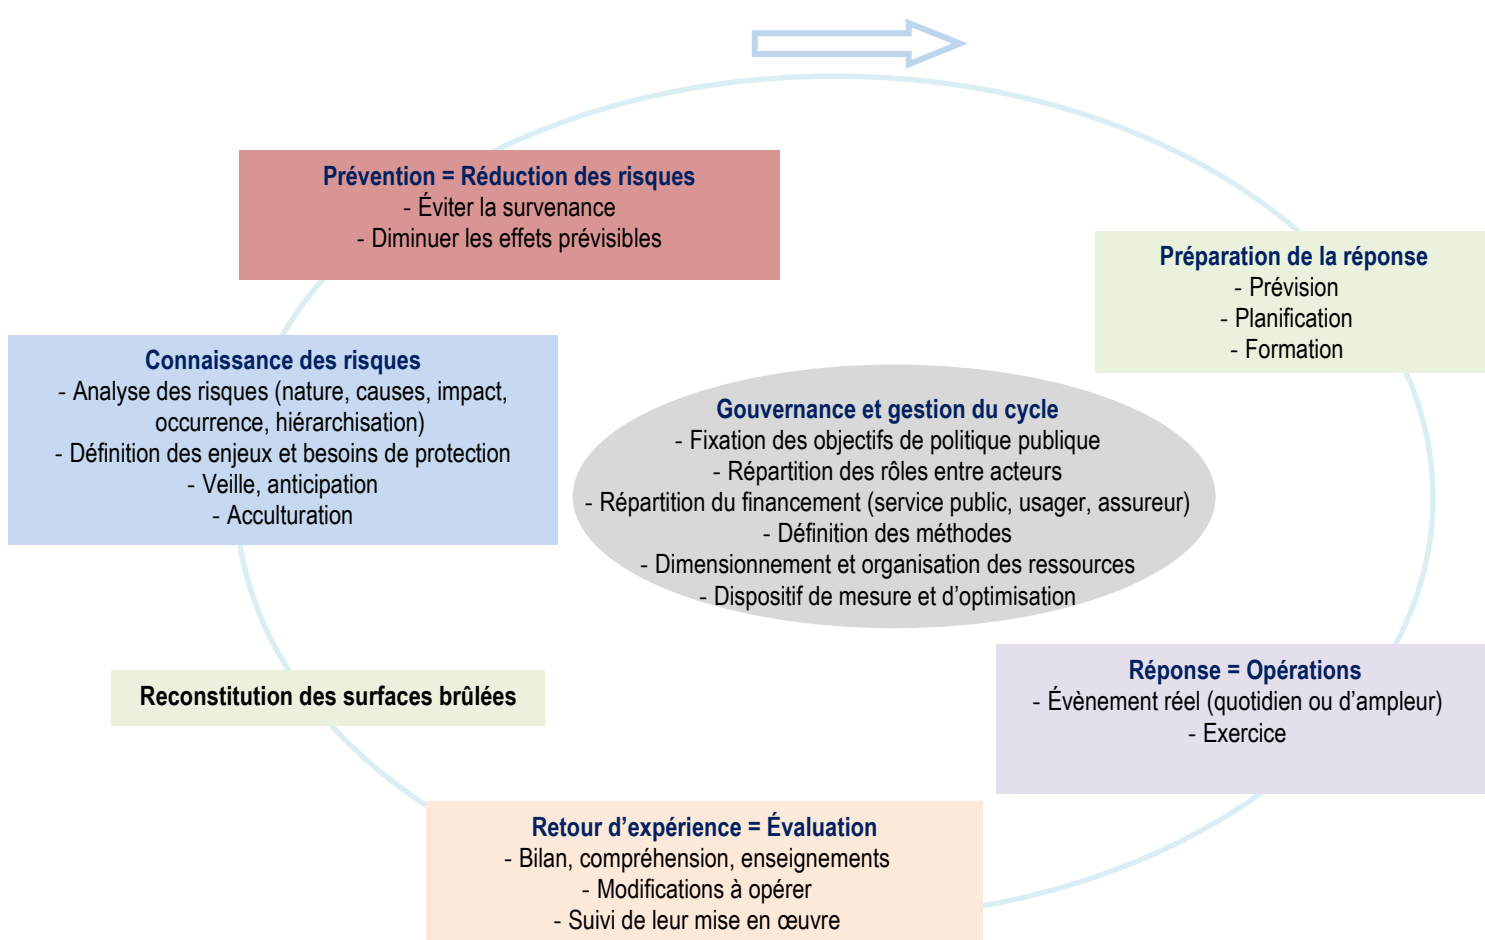 Prévention = Réduction des risques
- Éviter la survenance
- Diminuer les effets prévisibles
Préparation de la réponse
- Prévision
- Planification
- Formation
Connaissance des risques
- Analyse des risques (nature, causes, impact,
occurrence, hiérarchisation)
- Définition des enjeux et besoins de protection
- Veille, anticipation
- Acculturation
Gouvernance et gestion du cycle
- Fixation des objectifs de politique publique
- Répartition des rôles entre acteurs
- Répartition du financement (service public, usager, assureur)
- Définition des méthodes
- Dimensionnement et organisation des ressources
- Dispositif de mesure et d’optimisation
Réponse = Opérations
- Évènement réel (quotidien ou d’ampleur)
- Exercice
Reconstitution des surfaces brûlées
Retour d’expérience = Évaluation
- Bilan, compréhension, enseignements
- Modifications à opérer
- Suivi de leur mise en œuvre